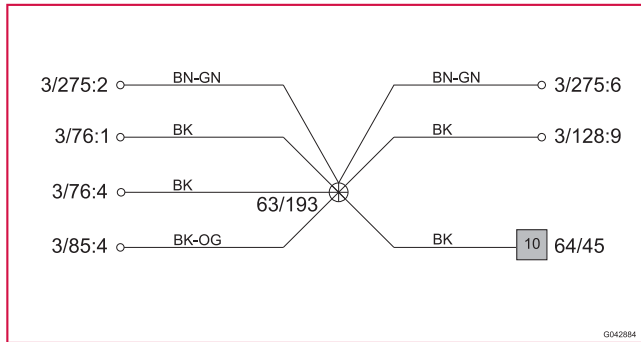 3/275:2 BN-GN BN-GN 3/275:6
3/76:1 BK BK 3/128:9
3/76:4 BK
63/193
3/85:4 BK-OG BK 10 64/45
G042884